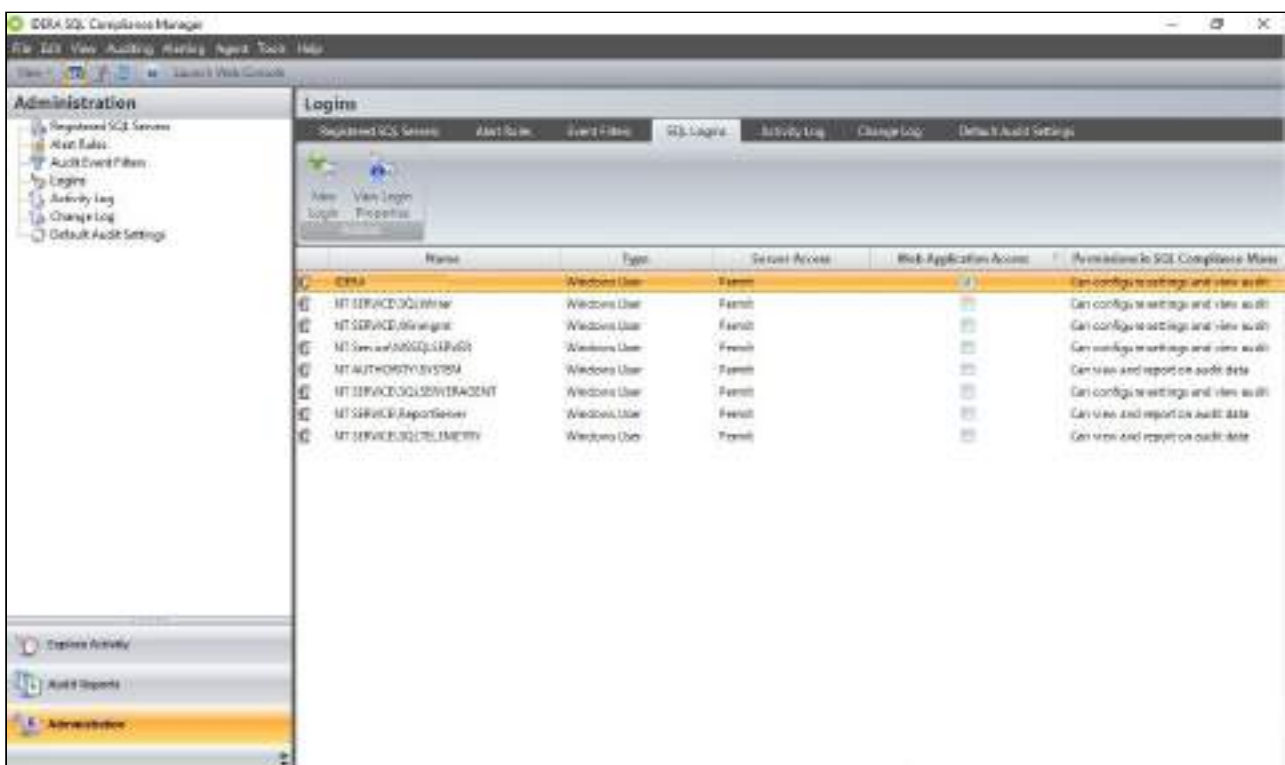 IDERA SQL Compliance Manager
File Edit View Auditing Alerting Agent Tools Help
View Launch Web Console
Administration
Registered SQL Servers
Alert Rules
Audit Event Filters
Logins
Activity Log
Change Log
Default Audit Settings
Explore Activity
Audit Reports
Administration
Logins
Registered SQL Servers Alert Rules Event Filters SQL Logins Activity Log Change Log Default Audit Settings
New Login View Login Properties
Name Type Server Access Web Application Access Permissions in SQL Compliance Mana
IDERA Windows User Permit Can configure settings and view audit
NT SERVICE\SQLWriter Windows User Permit Can configure settings and view audit
NT SERVICE\Winmgmt Windows User Permit Can configure settings and view audit
NT Service\MSSQLSERVER Windows User Permit Can configure settings and view audit
NT AUTHORITY\SYSTEM Windows User Permit Can view and report on audit data
NT SERVICE\SQLSERVERAGENT Windows User Permit Can configure settings and view audit
NT SERVICE\ReportServer Windows User Permit Can view and report on audit data
NT SERVICE\SQLTELEMETRY Windows User Permit Can view and report on audit data